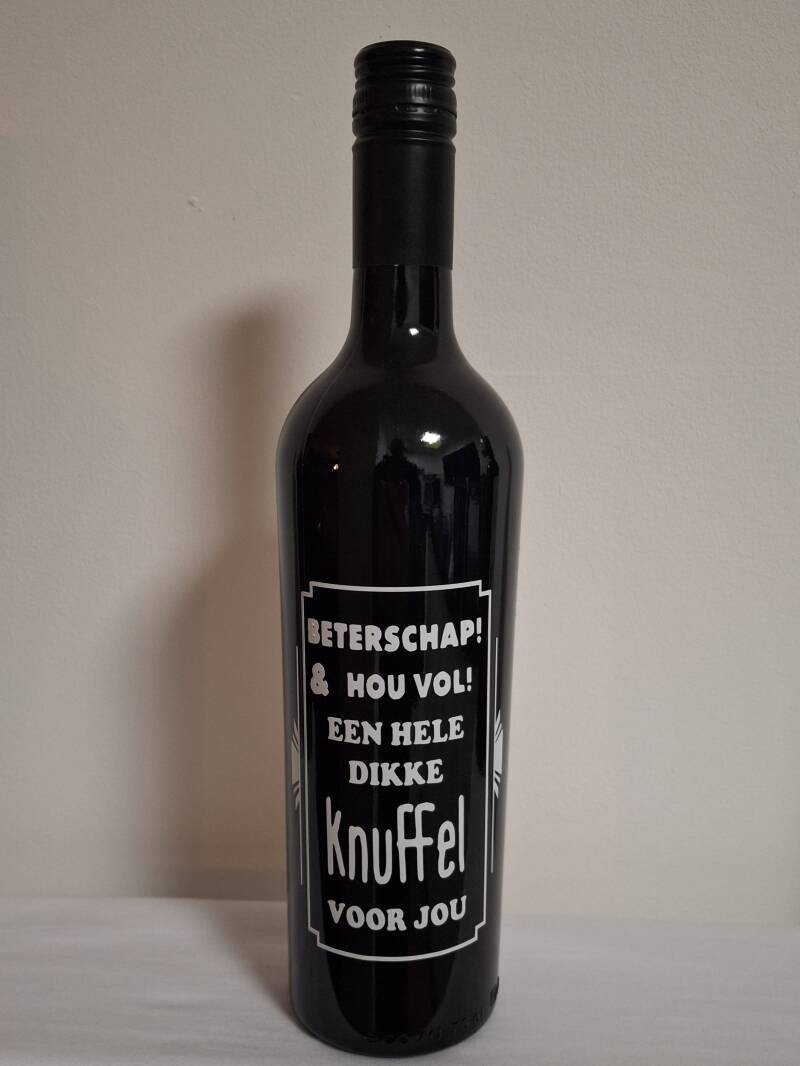 BETERSCHAP!
& HOU VOL!
EEN HELE
DIKKE
Knuffel
VOOR JOU